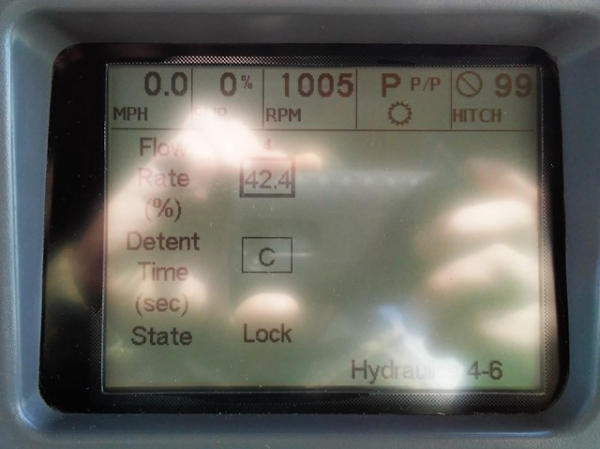 0.0 0% 1005 P P/P 99
MPH RPM HITCH
Flow 4
Rate 42.4
(%)
Detent
C
Time
(sec)
State Lock
4-6